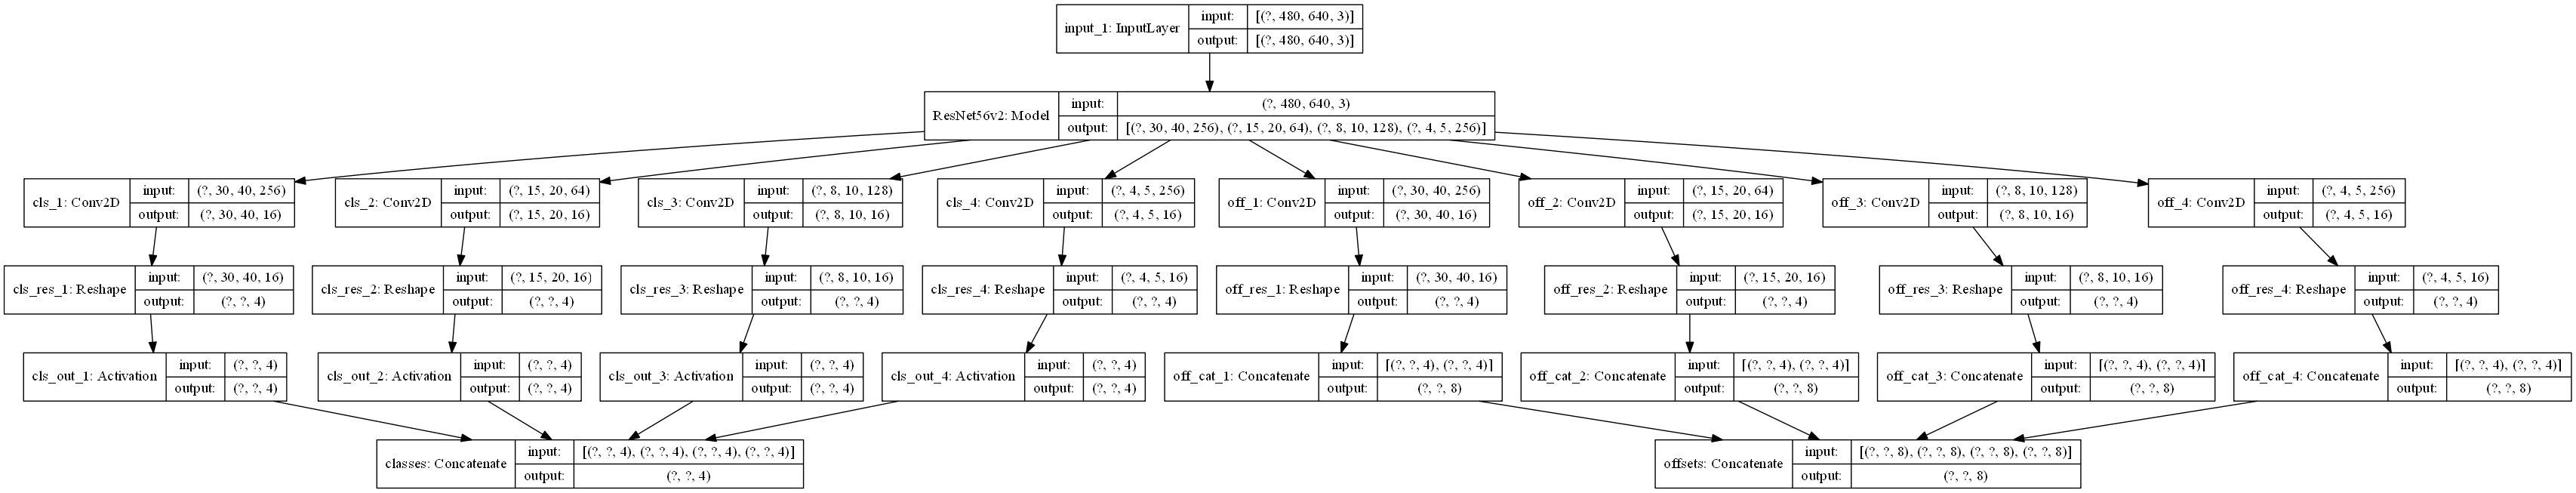 input_1: InputLayer
input: [(?, 480, 640, 3)]
output: [(?, 480, 640, 3)]
ResNet56v2: Model
input: (?, 480, 640, 3)
output: [(?, 30, 40, 256), (?, 15, 20, 64), (?, 8, 10, 128), (?, 4, 5, 256)]
cls_1: Conv2D
input: (?, 30, 40, 256)
output: (?, 30, 40, 16)
cls_2: Conv2D
input: (?, 15, 20, 64)
output: (?, 15, 20, 16)
cls_3: Conv2D
input: (?, 8, 10, 128)
output: (?, 8, 10, 16)
cls_4: Conv2D
input: (?, 4, 5, 256)
output: (?, 4, 5, 16)
off_1: Conv2D
input: (?, 30, 40, 256)
output: (?, 30, 40, 16)
off_2: Conv2D
input: (?, 15, 20, 64)
output: (?, 15, 20, 16)
off_3: Conv2D
input: (?, 8, 10, 128)
output: (?, 8, 10, 16)
off_4: Conv2D
input: (?, 4, 5, 256)
output: (?, 4, 5, 16)
cls_res_1: Reshape
input: (?, 30, 40, 16)
output: (?, ?, 4)
cls_res_2: Reshape
input: (?, 15, 20, 16)
output: (?, ?, 4)
cls_res_3: Reshape
input: (?, 8, 10, 16)
output: (?, ?, 4)
cls_res_4: Reshape
input: (?, 4, 5, 16)
output: (?, ?, 4)
off_res_1: Reshape
input: (?, 30, 40, 16)
output: (?, ?, 4)
off_res_2: Reshape
input: (?, 15, 20, 16)
output: (?, ?, 4)
off_res_3: Reshape
input: (?, 8, 10, 16)
output: (?, ?, 4)
off_res_4: Reshape
input: (?, 4, 5, 16)
output: (?, ?, 4)
cls_out_1: Activation
input: (?, ?, 4)
output: (?, ?, 4)
cls_out_2: Activation
input: (?, ?, 4)
output: (?, ?, 4)
cls_out_3: Activation
input: (?, ?, 4)
output: (?, ?, 4)
cls_out_4: Activation
input: (?, ?, 4)
output: (?, ?, 4)
off_cat_1: Concatenate
input: [(?, ?, 4), (?, ?, 4)]
output: (?, ?, 8)
off_cat_2: Concatenate
input: [(?, ?, 4), (?, ?, 4)]
output: (?, ?, 8)
off_cat_3: Concatenate
input: [(?, ?, 4), (?, ?, 4)]
output: (?, ?, 8)
off_cat_4: Concatenate
input: [(?, ?, 4), (?, ?, 4)]
output: (?, ?, 8)
classes: Concatenate
input: [(?, ?, 4), (?, ?, 4), (?, ?, 4), (?, ?, 4)]
output: (?, ?, 4)
offsets: Concatenate
input: [(?, ?, 8), (?, ?, 8), (?, ?, 8), (?, ?, 8)]
output: (?, ?, 8)